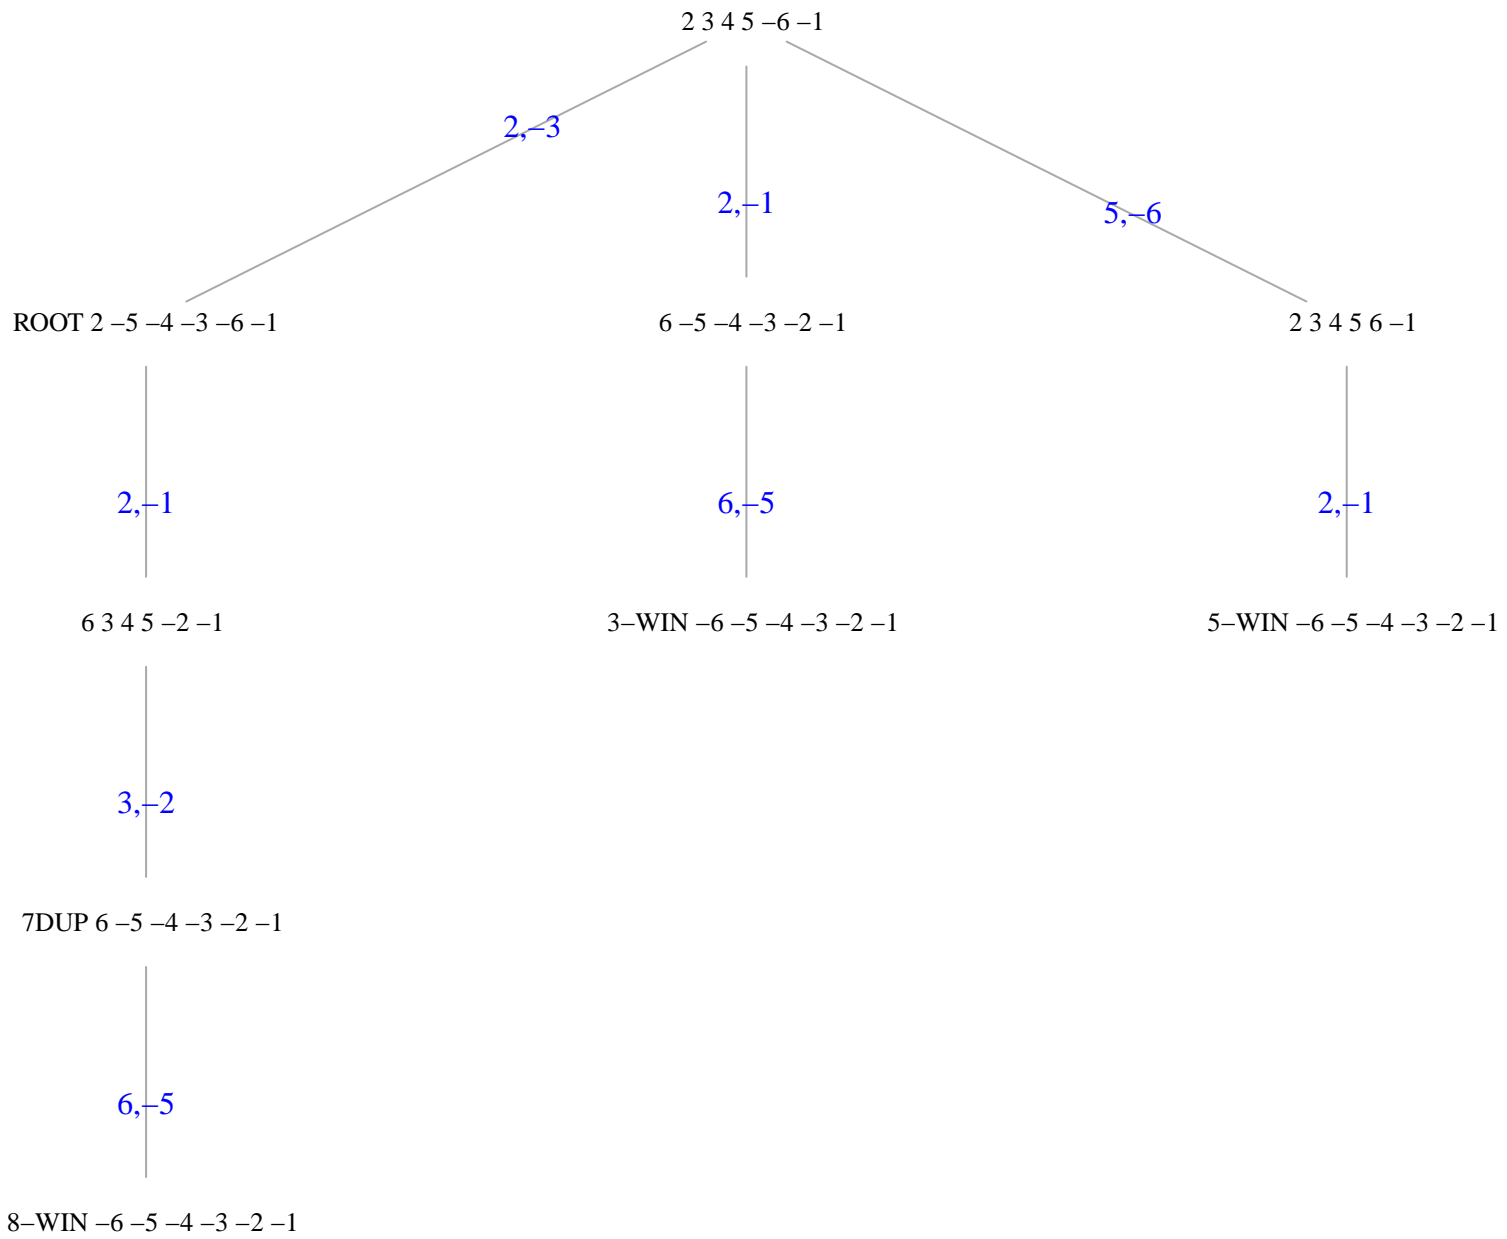 2 3 4 5 –6 –1
2,–3
2,–1
5,–6
ROOT 2 –5 –4 –3 –6 –1
6 –5 –4 –3 –2 –1
2 3 4 5 6 –1
2,–1
6,–5
2,–1
6 3 4 5 –2 –1
3–WIN –6 –5 –4 –3 –2 –1
5–WIN –6 –5 –4 –3 –2 –1
3,–2
7DUP 6 –5 –4 –3 –2 –1
6,–5
8–WIN –6 –5 –4 –3 –2 –1